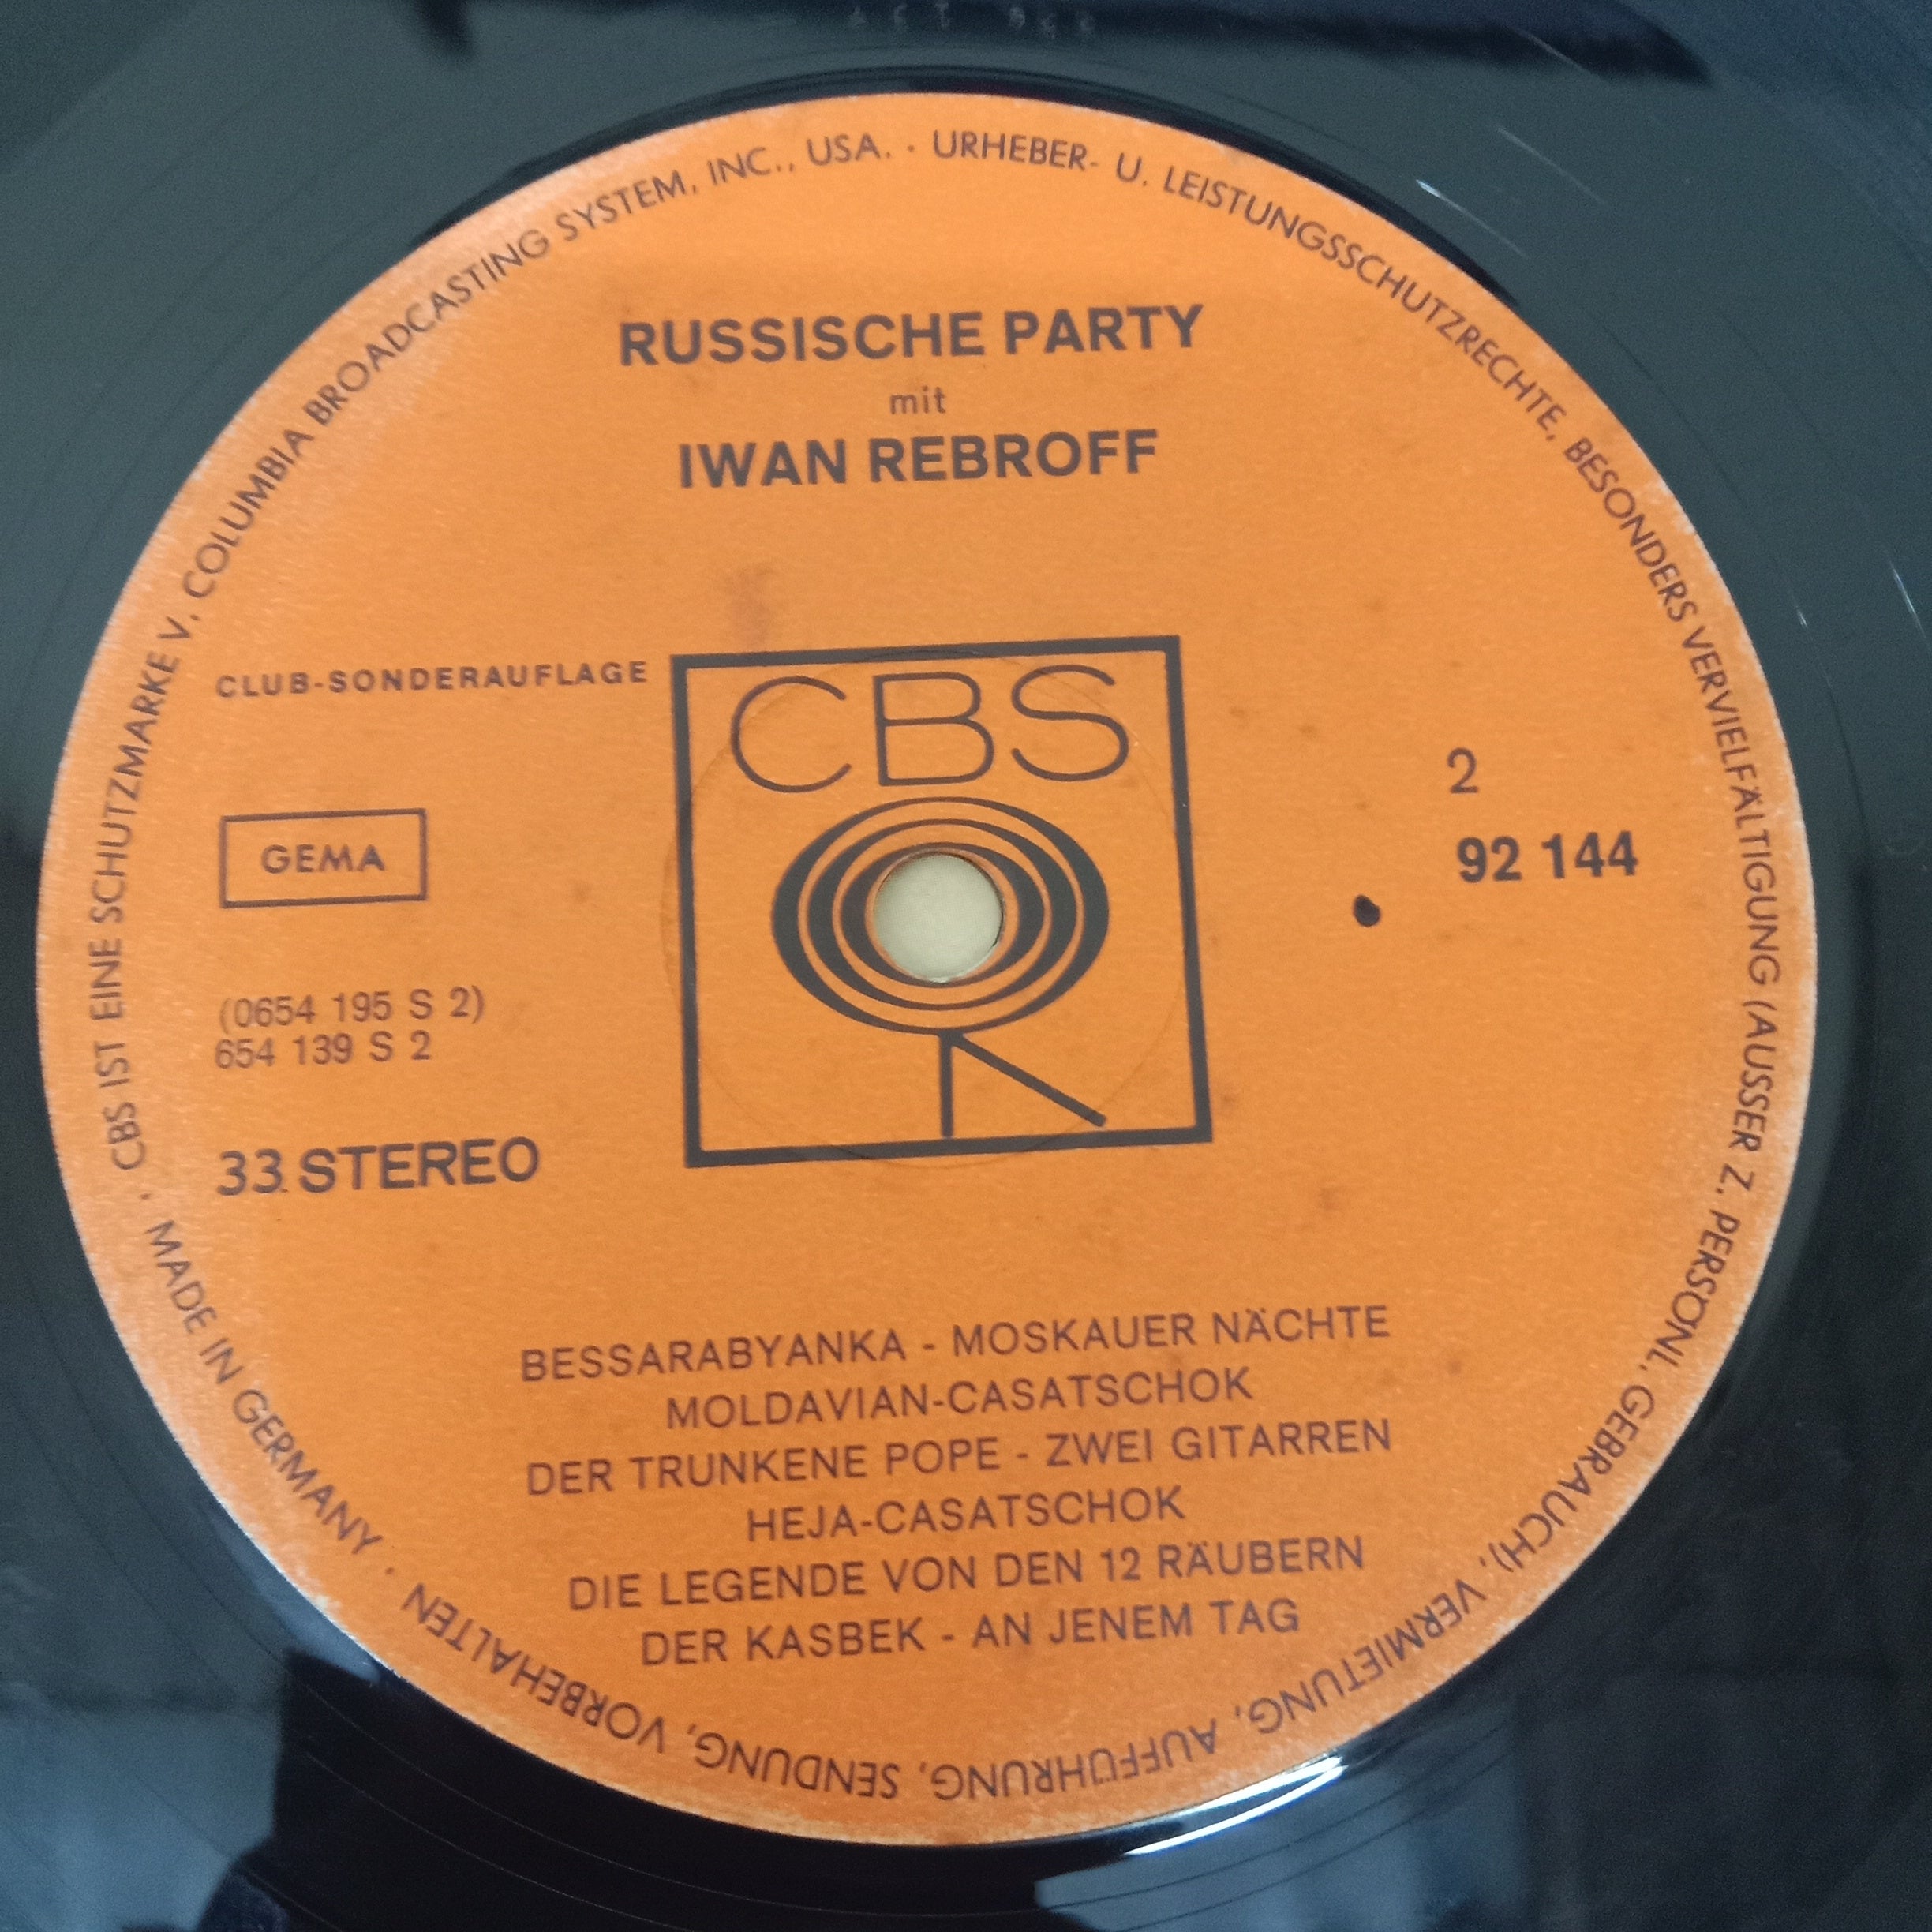 CBS IST EINE SCHUTZMARKE V. COLUMBIA BROADCASTING SYSTEM, INC., USA. · URHEBER- U. LEISTUNGSSCHUTZRECHTE, BESONDERS VERVIELFÄLTIGUNG (AUSSER Z. PERSÖNL. GEBRAUCH), VERMIETUNG, AUFFÜHRUNG, SENDUNG, VORBEHALTEN · MADE IN GERMANY ·
RUSSISCHE PARTY
mit
IWAN REBROFF
CLUB-SONDERAUFLAGE
CBS
2
92 144
GEMA
(0654 195 S 2)
654 139 S 2
33 STEREO
BESSARABYANKA - MOSKAUER NÄCHTE
MOLDAVIAN-CASATSCHOK
DER TRUNKENE POPE - ZWEI GITARREN
HEJA-CASATSCHOK
DIE LEGENDE VON DEN 12 RÄUBERN
DER KASBEK - AN JENEM TAG